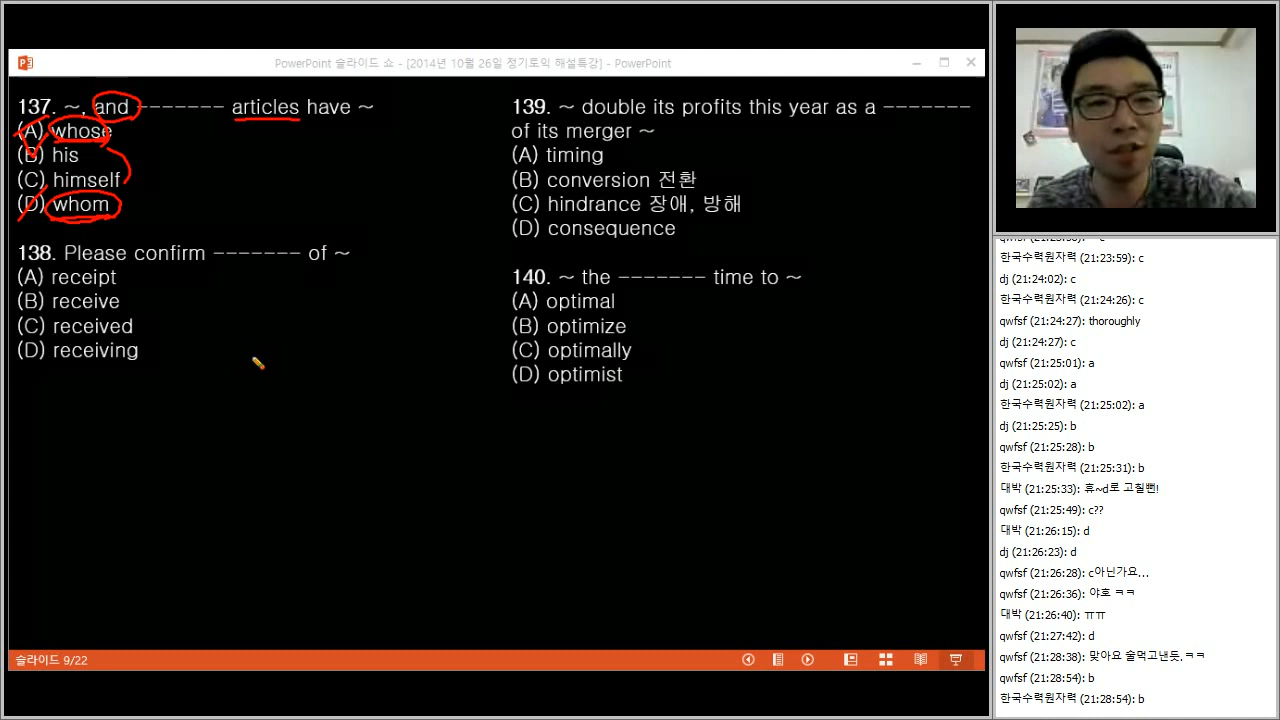 PowerPoint 슬라이드 쇼 - [2014년 10월 26일 정기토익 해설특강] - PowerPoint
137. ~, and ------- articles have ~
(A) whose
(B) his
(C) himself
(D) whom
138. Please confirm ------- of ~
(A) receipt
(B) receive
(C) received
(D) receiving
139. ~ double its profits this year as a -------
of its merger ~
(A) timing
(B) conversion 전환
(C) hindrance 장애, 방해
(D) consequence
140. ~ the ------- time to ~
(A) optimal
(B) optimize
(C) optimally
(D) optimist
슬라이드 9/22
한국수력원자력 (21:23:59): c
dj (21:24:02): c
한국수력원자력 (21:24:26): c
qwfsf (21:24:27): thoroughly
dj (21:24:27): c
qwfsf (21:25:01): a
dj (21:25:02): a
한국수력원자력 (21:25:02): a
dj (21:25:25): b
qwfsf (21:25:28): b
한국수력원자력 (21:25:31): b
대박 (21:25:33): 휴~d로 고칠뻔!
qwfsf (21:25:49): c??
대박 (21:26:15): d
dj (21:26:23): d
qwfsf (21:26:28): c아닌가요...
qwfsf (21:26:36): 야호 ㅋㅋ
대박 (21:26:40): ㅠㅠ
qwfsf (21:27:42): d
qwfsf (21:28:38): 맞아요 술먹고낸듯.ㅋㅋ
qwfsf (21:28:54): b
한국수력원자력 (21:28:54): b